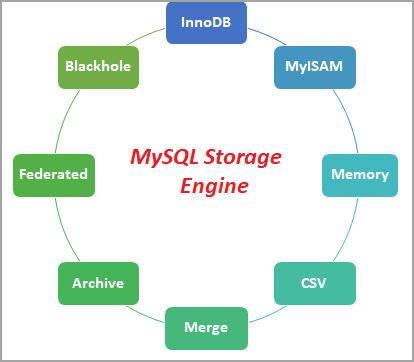 InnoDB
MyISAM
Memory
CSV
Merge
Archive
Federated
Blackhole
MySQL Storage
Engine